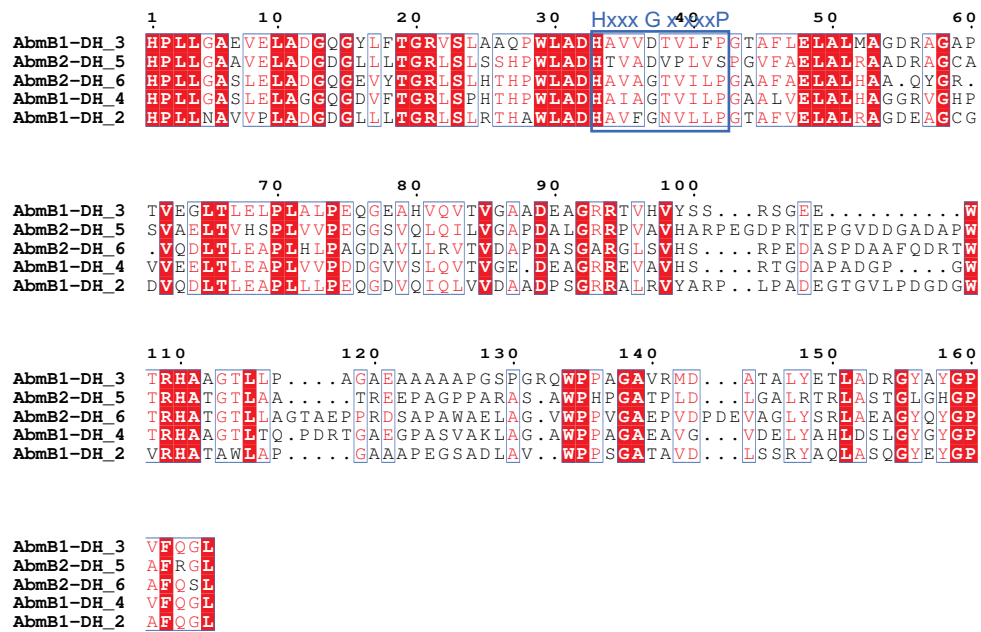 1 10 20 30 40 50 60
Hxxx G x xxxP
AbmB1-DH_3 HPLLGAEVELADGQGYLFTGRVSLAAQPWLADHAVVDTVLFPGTAFLELALMAGDRAGAP
AbmB2-DH_5 HPLLGAAVELADGDGLLLTGRLSLSSHPWLADHTVADVPLVSPGVFAELALRAADRAGCA
AbmB2-DH_6 HPLLGASLELADGQGEVYTGRLSLESHPWLADHAVAGTVILPGAAFAELALHAA.QYGR.
AbmB1-DH_4 HPLLGASLELAGGQGDVFTGRLSPHTHPWLADHAIAGTVILPGAALVELALHAGGRVGHP
AbmB1-DH_2 HPLLNAVVPLADGDGLLLTGRLSLRTHAWLADHAVFGNVLLPGTAFVELALRAGDEAGCG
70 80 90 100
AbmB1-DH_3 TVEGLTLELPLALPEQGEAHVQVTVGAADEAGRRTVHVYSS...RSGEE..........W
AbmB2-DH_5 SVAELTVHSPLVVPEGGSVQLQILVGAPDALGRRPVAVHARPEGDPRTEPGVDDGADAPW
AbmB2-DH_6 .VQDLTLEAPLHLPAGDAVLLRVTVDAPDASGARGLSVHS....RPEDASPDAAFQDRTW
AbmB1-DH_4 VVEELTLEAPLVVPDDGVVSLQVTVGE.DEAGRREVAVHS....RTGDAPADGP....GW
AbmB1-DH_2 DVQDLTLEAPLLLPEQGDVQIQLVVDAADPSGRRALRVYARP..LPADEGTGVLPDGDGW
110 120 130 140 150 160
AbmB1-DH_3 TRHAAGTLLP....AGAEAAAAAPGSPGRQWPPAGAVRMD...ATALYETLADRGYAYGP
AbmB2-DH_5 TRHATGTLAA.....TREEPAGPPARAS.AWPHPGATPLD...LGALRTRLASTGLGHGP
AbmB2-DH_6 TRHATGTLLAGTAEPPRDSAPAWAELAG.VWPPVGAEPVDPDEVAGLYSRLAEAGYQYGP
AbmB1-DH_4 TRHAAGTLTQ.PDRTGAEGPASVAKLAG.AWPPAGAEAVG...VDELYAHLDSLGYGYGP
AbmB1-DH_2 VRHATAWLAP.....GAAAPEGSADLAV..WPPSGATAVD...LSSRYAQLASQGYEYGP
AbmB1-DH_3 VFQGL
AbmB2-DH_5 AFRGL
AbmB2-DH_6 AFQSL
AbmB1-DH_4 VFQGL
AbmB1-DH_2 AFQGL